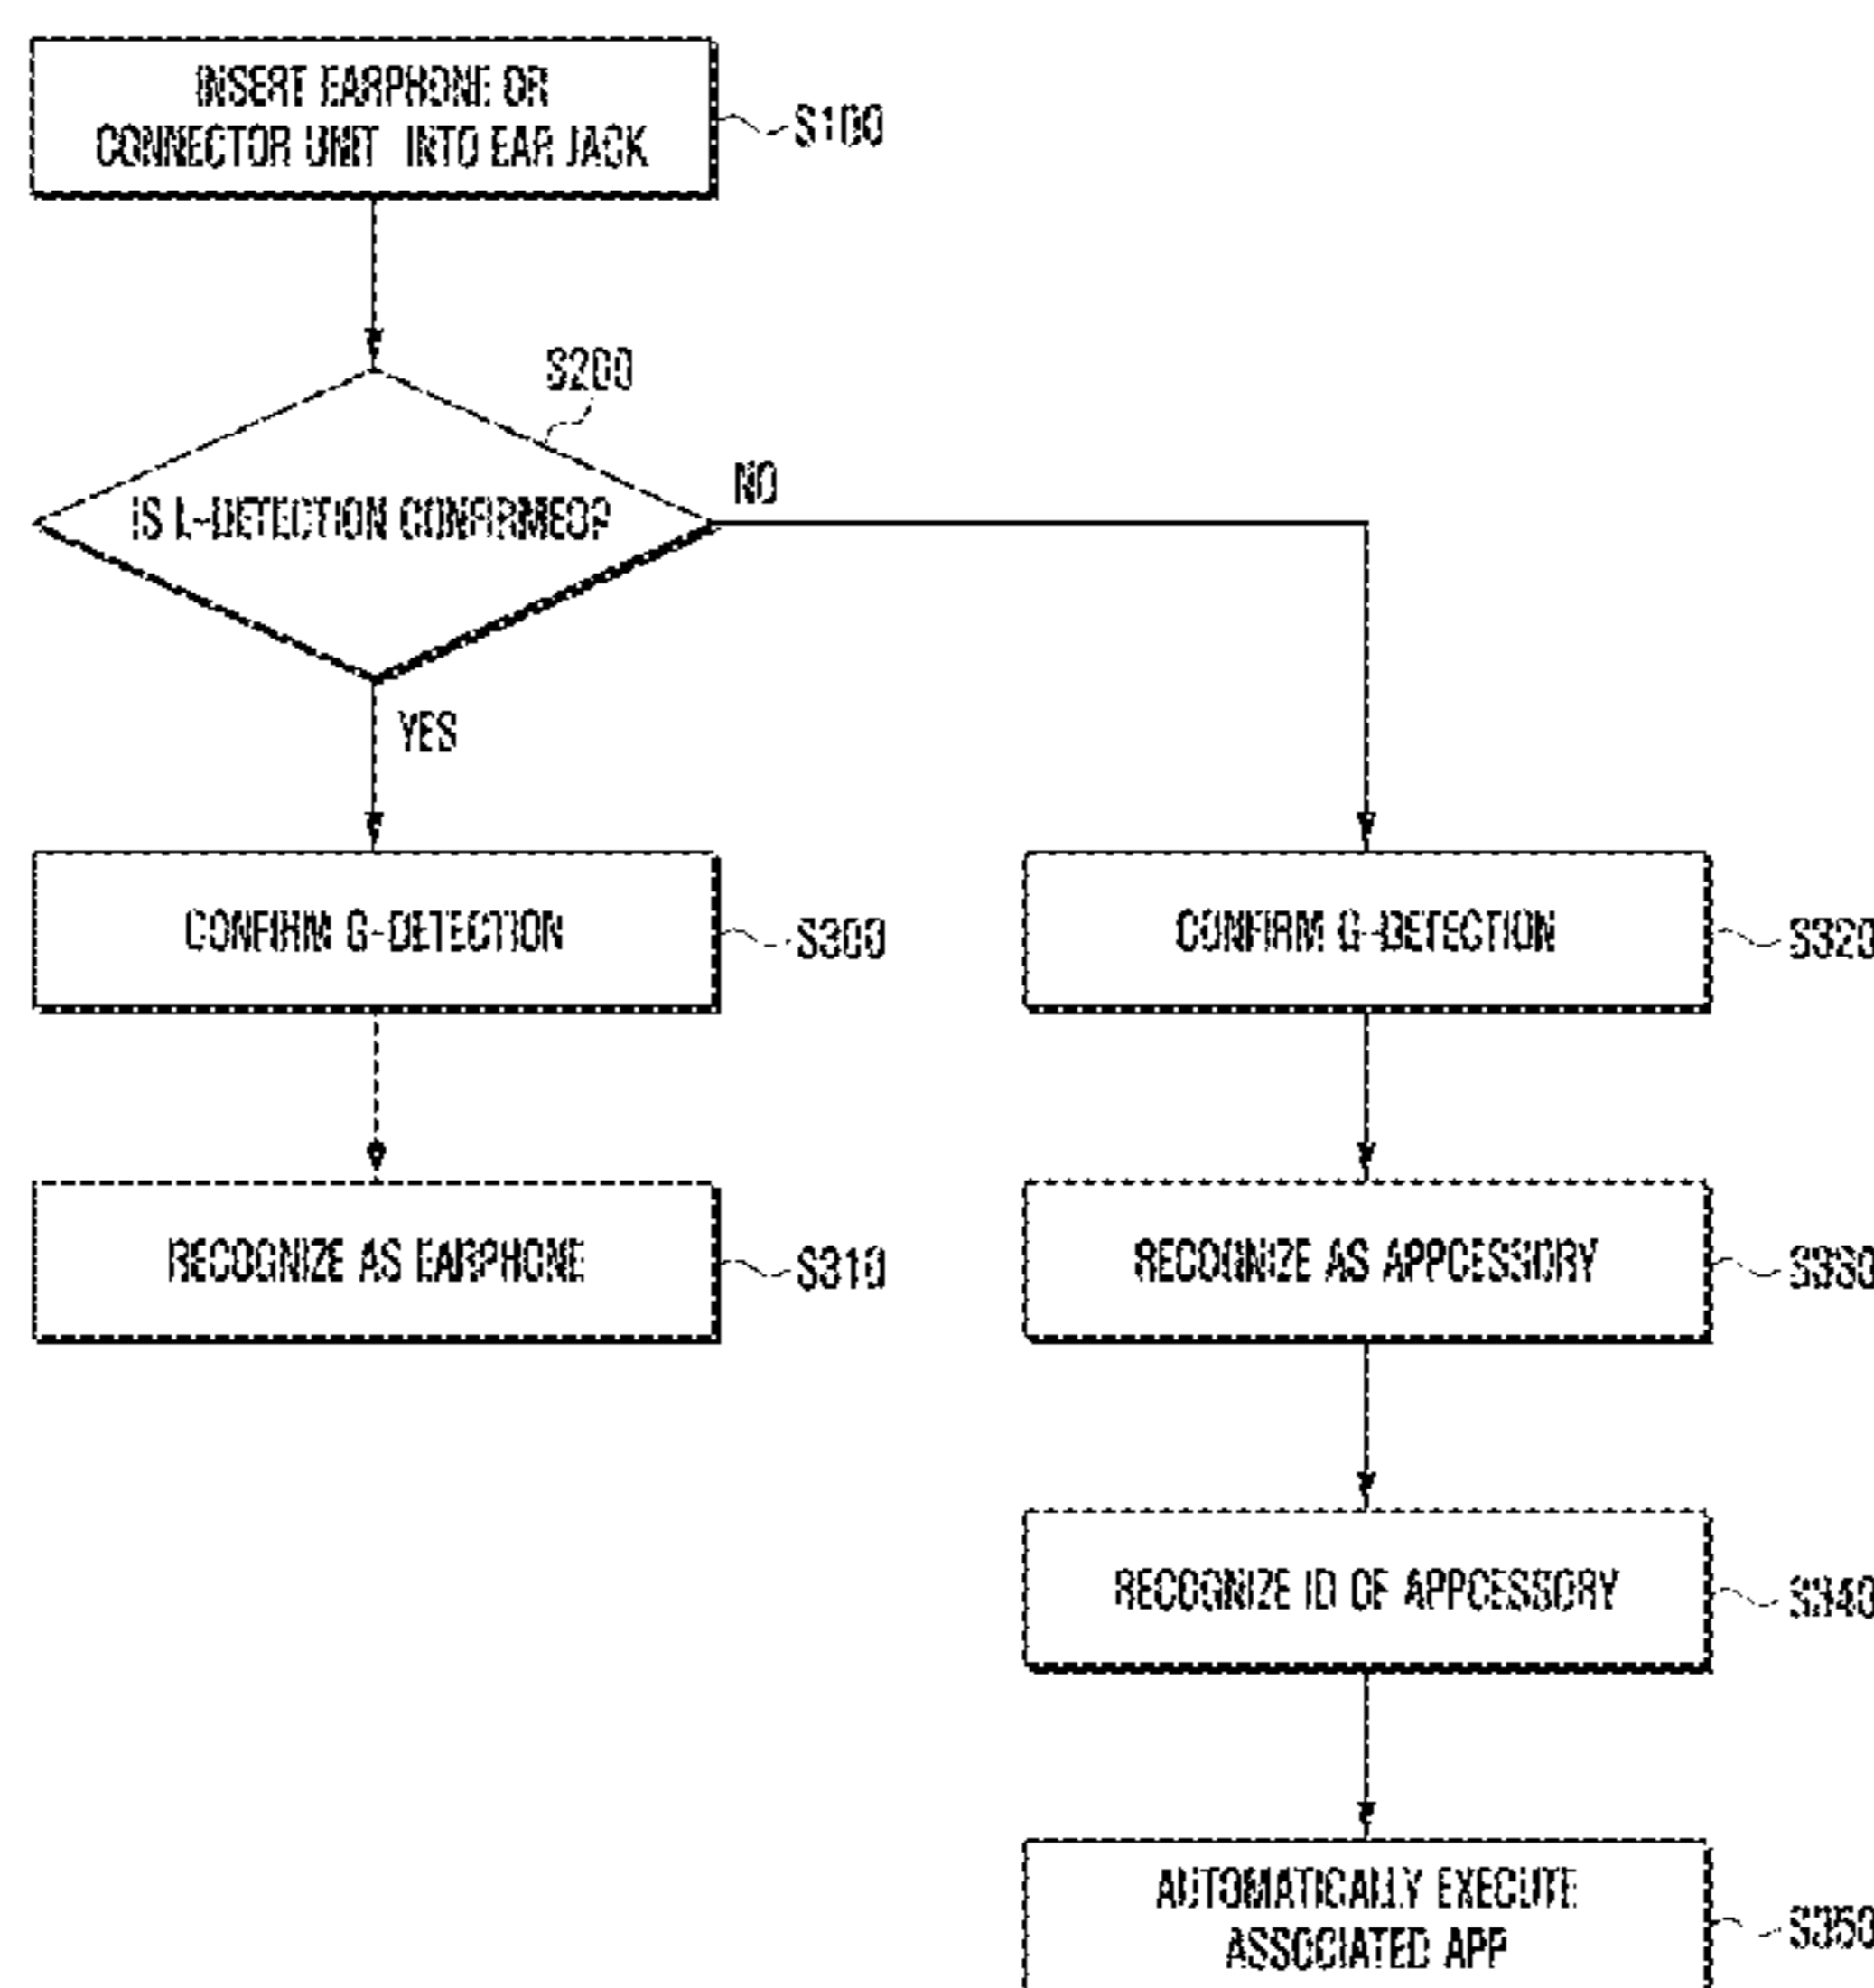 INSERT EARPHONE OR
CONNECTOR UNIT INTO EAR JACK
S100
S200
IS L-DETECTION CONFIRMED?
NO
YES
CONFIRM G-DETECTION
S300
CONFIRM G-DETECTION
S320
RECOGNIZE AS EARPHONE
S310
RECOGNIZE AS APPCESSORY
S330
RECOGNIZE ID OF APPCESSORY
S340
AUTOMATICALLY EXECUTE
ASSOCIATED APP
S350